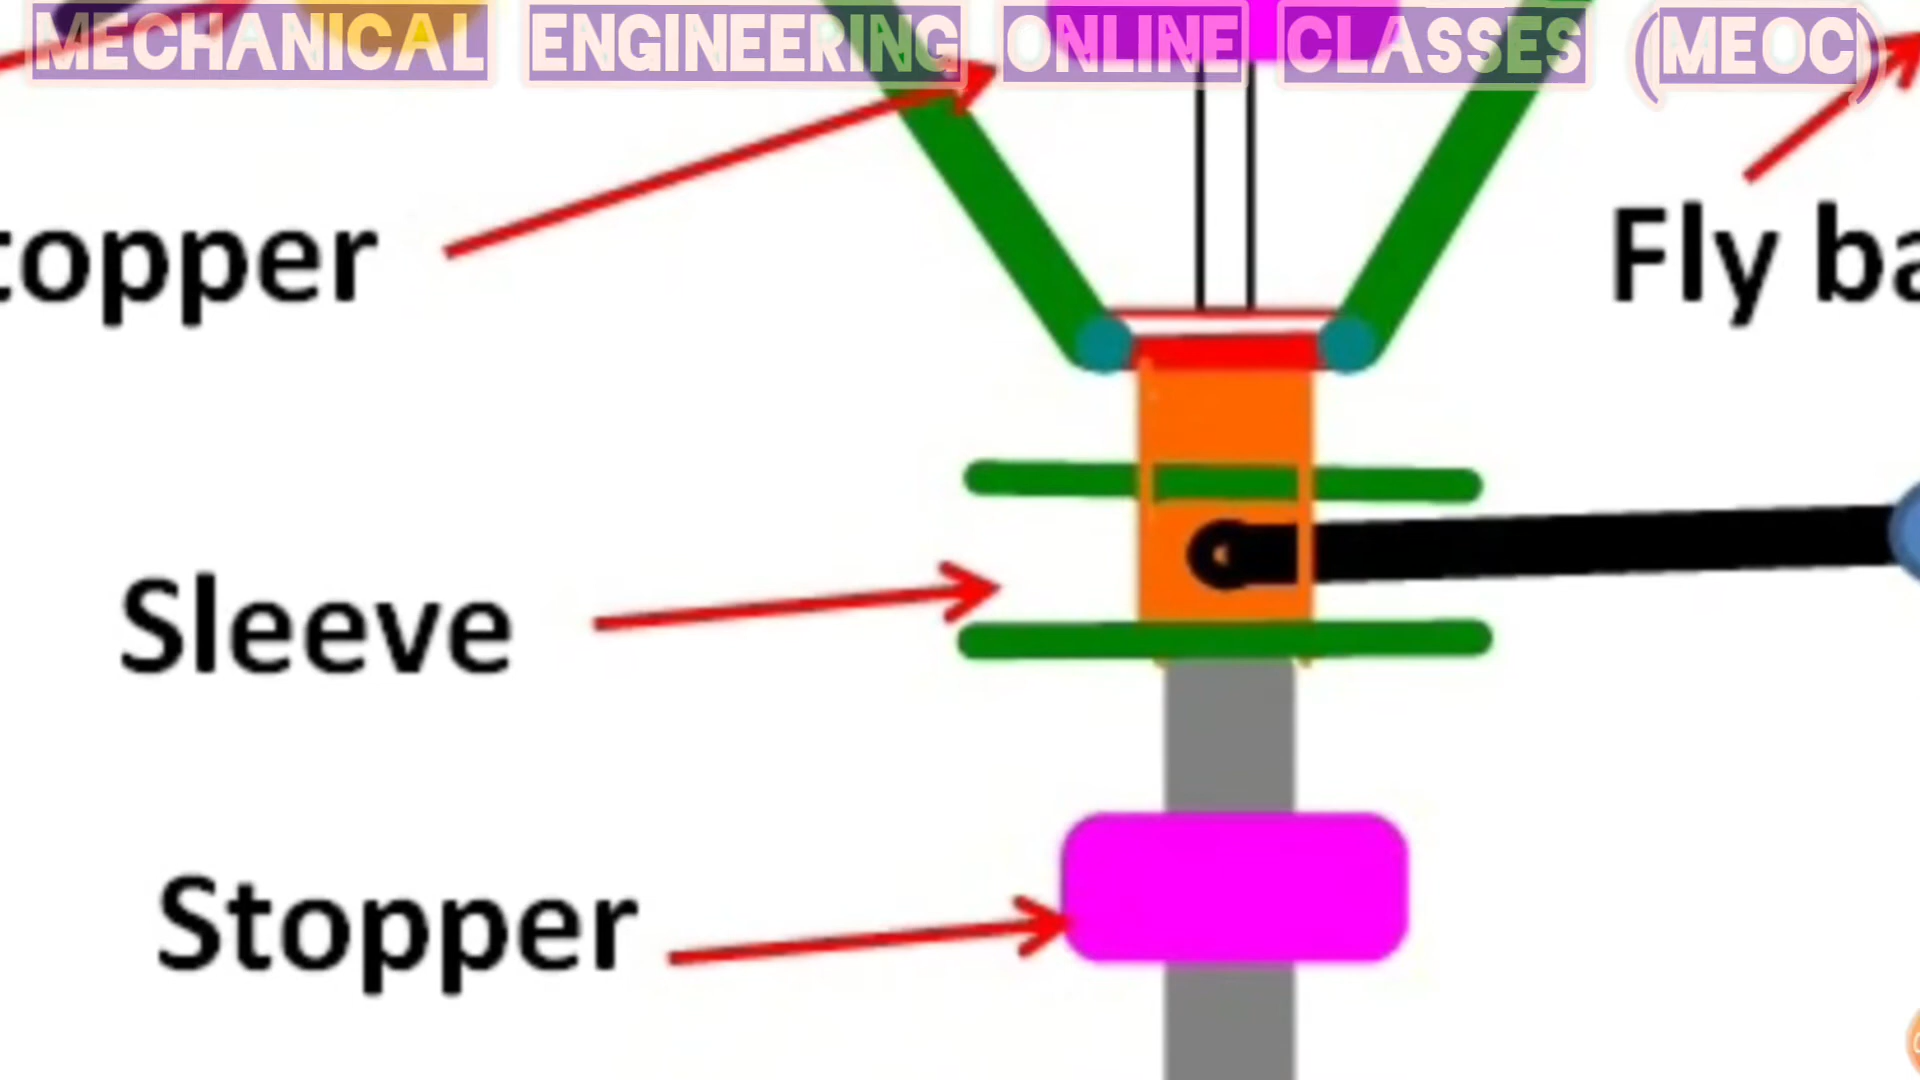 MECHANICAL ENGINEERING ONLINE CLASSES (MEOC)
topper
Fly ba
Sleeve
Stopper